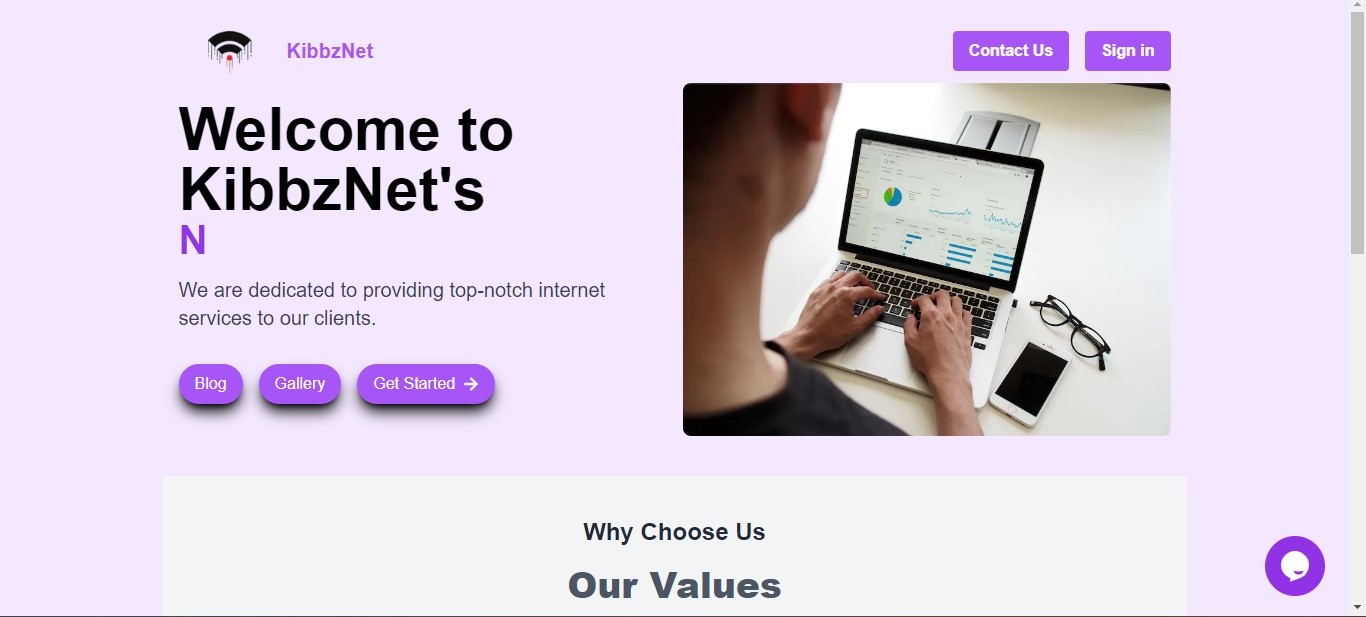 KibbzNet
Contact Us
Sign in
Welcome to
KibbzNet's
N
We are dedicated to providing top-notch internet
services to our clients.
Blog
Gallery
Get Started →
Why Choose Us
Our Values